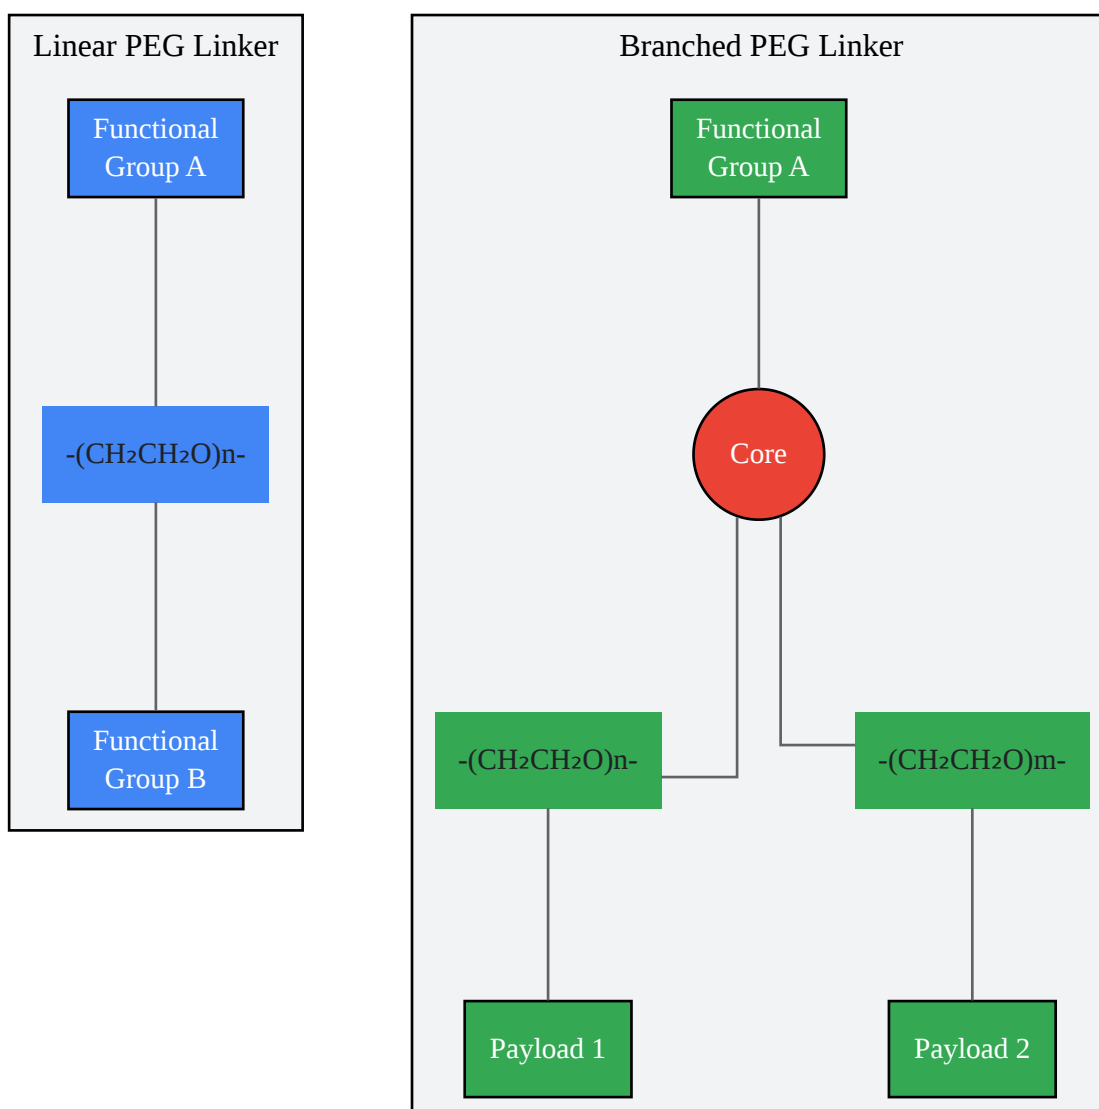 Linear PEG Linker
Functional
Group A
-(CH₂CH₂O)n-
Functional
Group B
Branched PEG Linker
Functional
Group A
Core
-(CH₂CH₂O)n-
-(CH₂CH₂O)m-
Payload 1
Payload 2